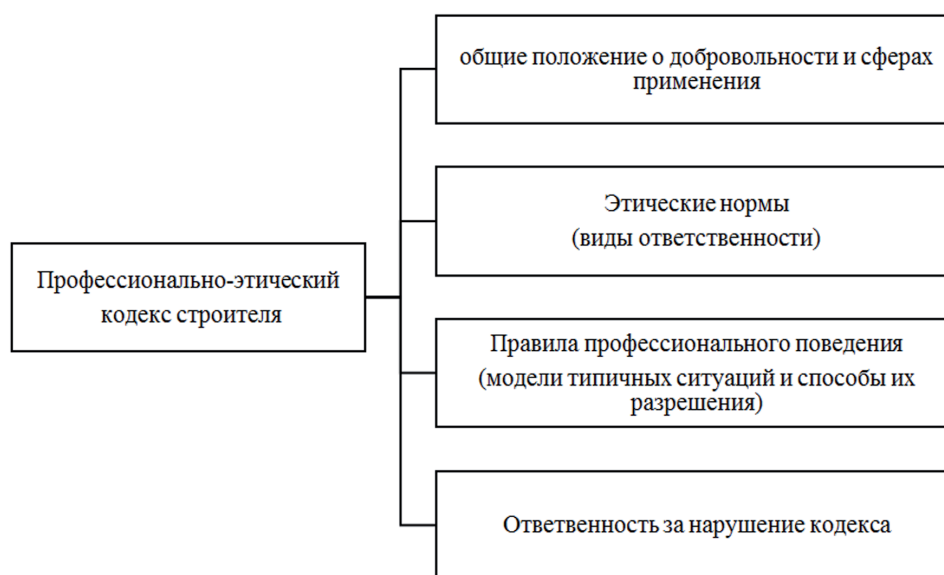 общие положение о добровольности и сферах
применения
Этические нормы
(виды ответственности)
Профессионально-этический
кодекс строителя
Правила профессионального поведения
(модели типичных ситуаций и способы их
разрешения)
Ответвенность за нарушение кодекса